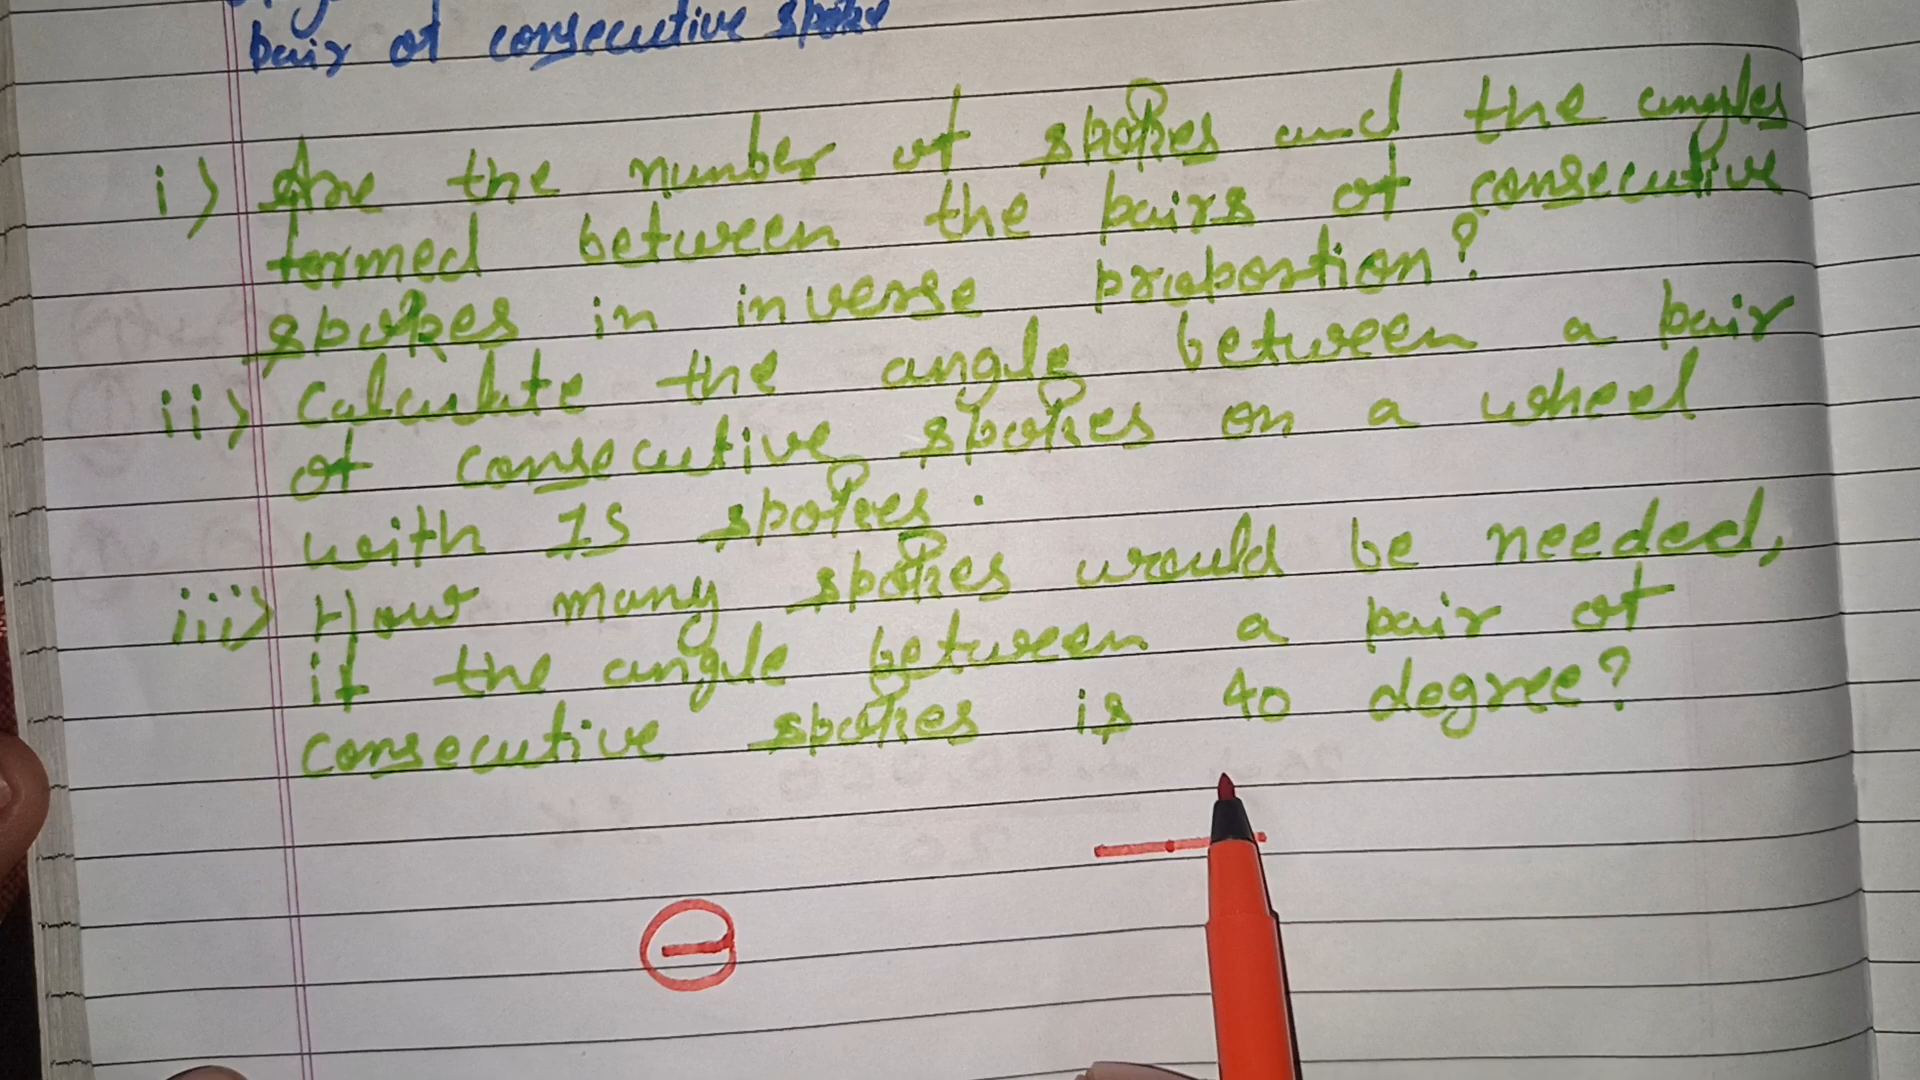 pair of consecutive spoke
i) Are the number of spokes and the angles
formed between the pairs of consecutive
spokes in inverse proportion?
ii) Calculate the angle between a pair
of consecutive spokes on a wheel
with 15 spokes.
iii) How many spokes would be needed,
if the angle between a pair of
consecutive spokes is 40 degree?